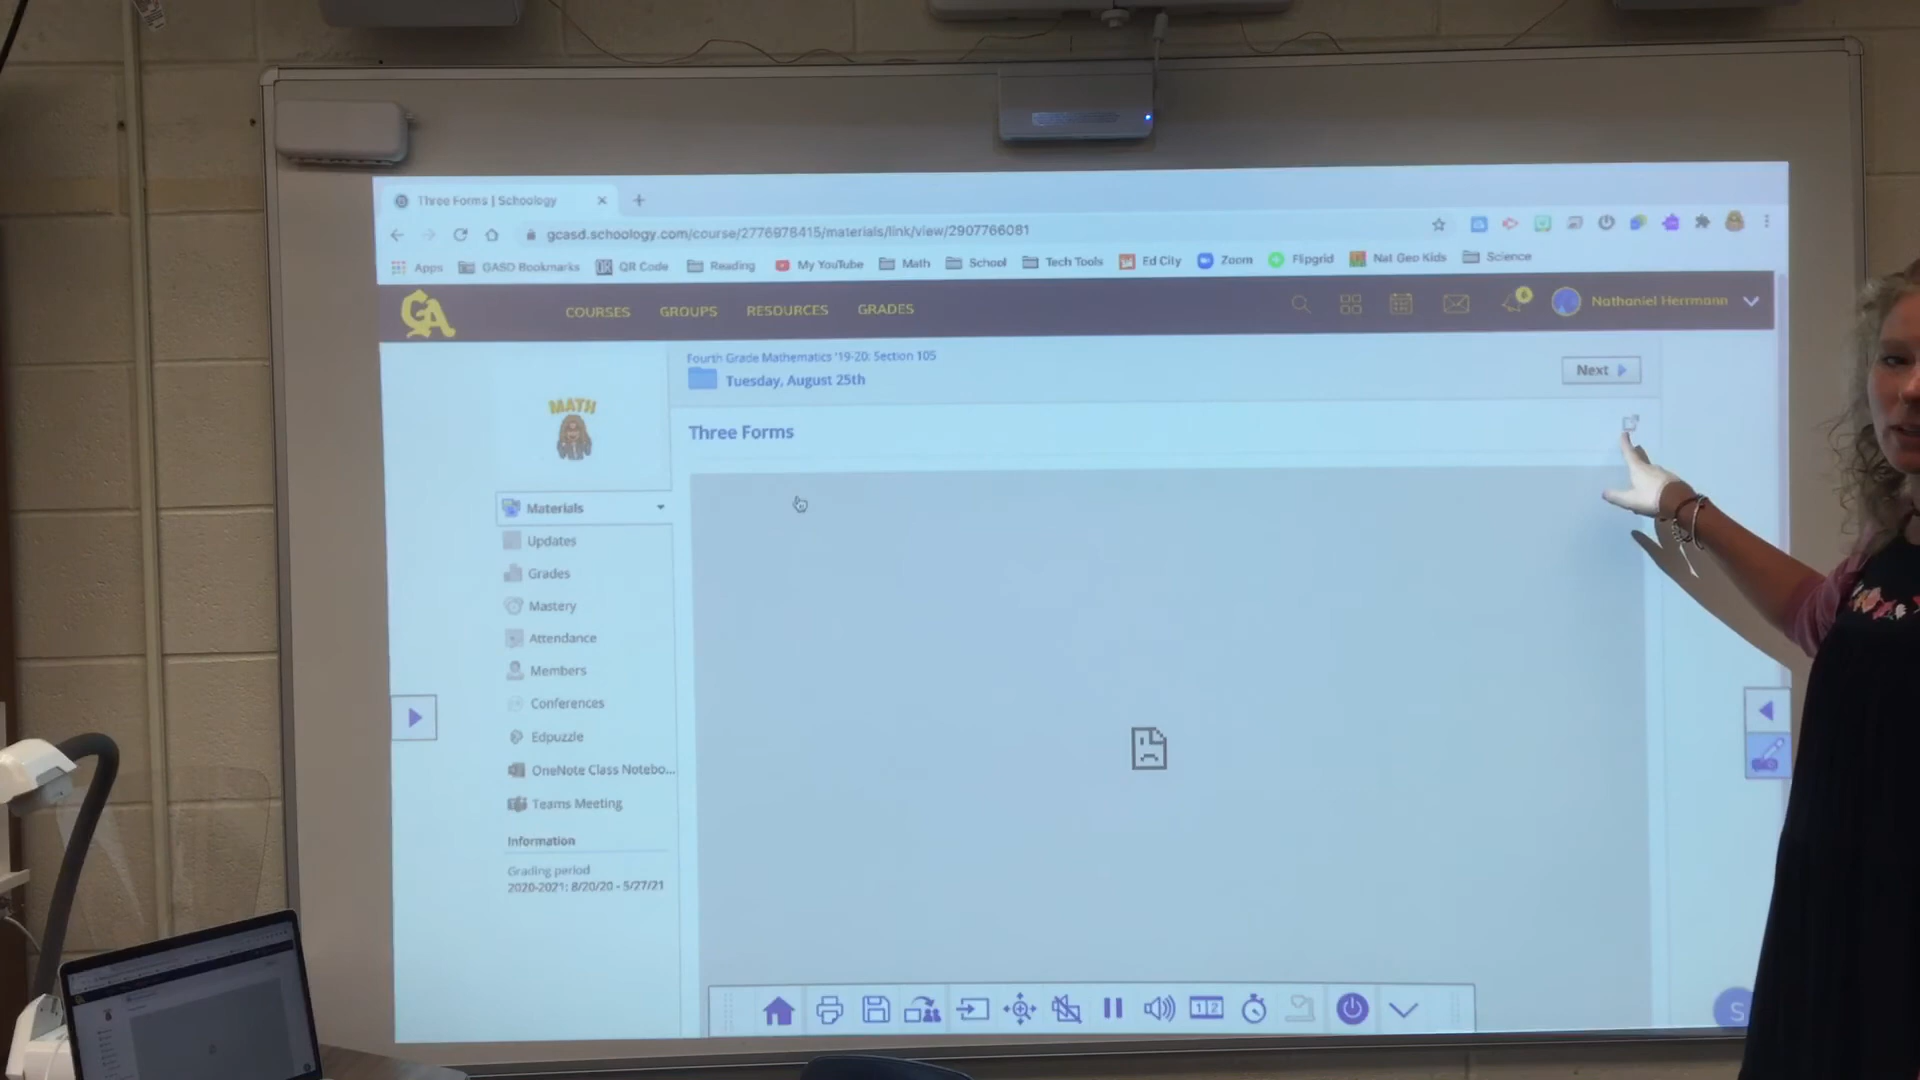 Three Forms | Schoology
gcasd.schoology.com/course/2776978415/materials/link/view/2907766081
Apps GASD Bookmarks QR Code Reading My YouTube Math School Tech Tools Ed City Zoom Flipgrid Nat Geo Kids Science
GA COURSES GROUPS RESOURCES GRADES 6 Nathaniel Herrmann
Fourth Grade Mathematics '19-20: Section 105
Tuesday, August 25th
Next
MATH
Three Forms
Materials
Updates
Grades
Mastery
Attendance
Members
Conferences
Edpuzzle
OneNote Class Notebo...
Teams Meeting
Information
Grading period
2020-2021: 8/20/20 - 5/27/21
1 2
S